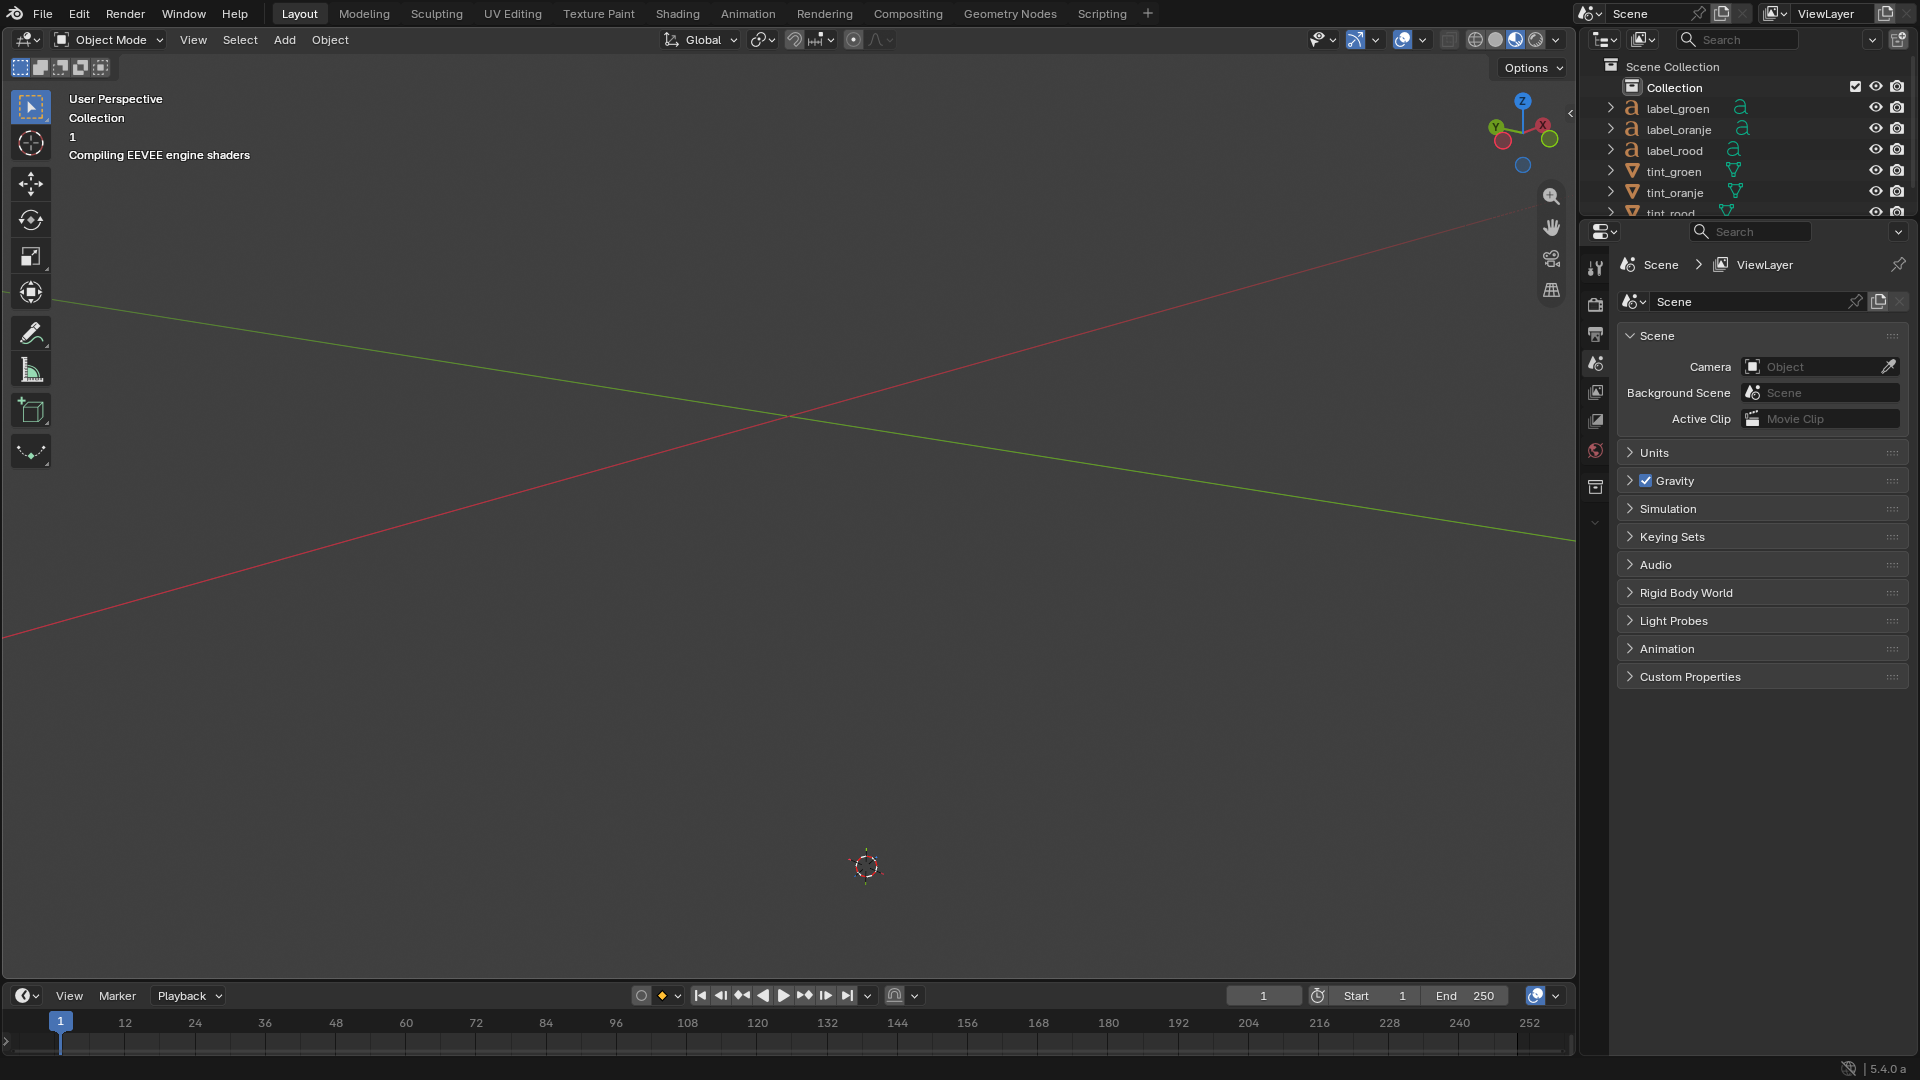 File Edit Render Window Help Layout Modeling Sculpting UV Editing Texture Paint Shading Animation Rendering Compositing Geometry Nodes Scripting + Scene ViewLayer
Object Mode View Select Add Object Global Search
Options
User Perspective
Collection
1
Compiling EEVEE engine shaders
Z
Y
X
Scene Collection
Collection
label_groen
label_oranje
label_rood
tint_groen
tint_oranje
tint_rood
Search
Scene ViewLayer
Scene
Scene
Camera Object
Background Scene Scene
Active Clip Movie Clip
Units
Gravity
Simulation
Keying Sets
Audio
Rigid Body World
Light Probes
Animation
Custom Properties
View Marker Playback 1 Start 1 End 250
1 12 24 36 48 60 72 84 96 108 120 132 144 156 168 180 192 204 216 228 240 252
5.4.0 a